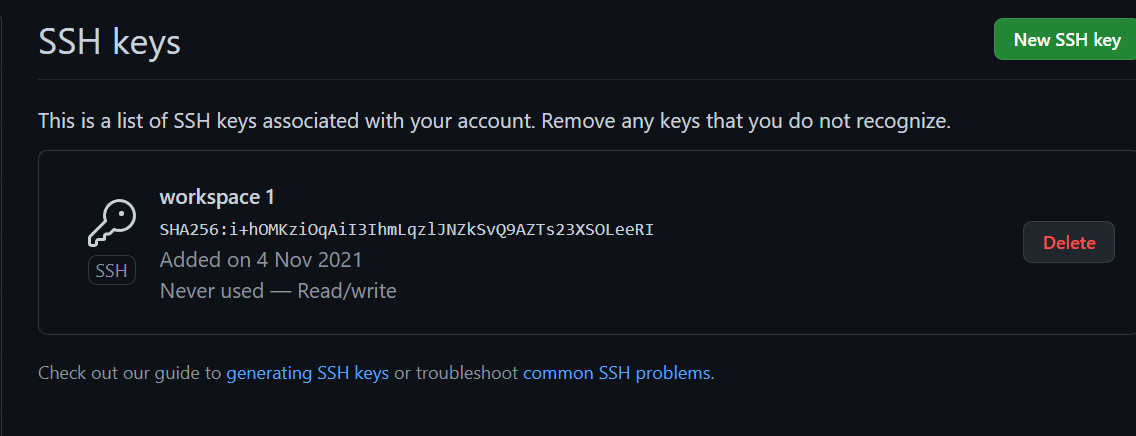 SSH keys
New SSH key
This is a list of SSH keys associated with your account. Remove any keys that you do not recognize.
workspace 1
SHA256:i+hOMKziOqAiI3IhmLqzlJNZkSvQ9AZTs23XSOLeeRI
Added on 4 Nov 2021
Never used — Read/write
SSH
Delete
Check out our guide to generating SSH keys or troubleshoot common SSH problems.